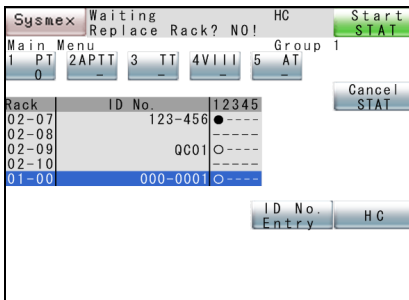 Sysmex Waiting HC Start
Replace Rack? NO! STAT
Main Menu Group 1
1 PT 2APTT 3 TT 4VIII 5 AT
0 - - - -
Cancel
STAT
Rack ID No. 12345
02-07 123-456 ●----
02-08 -----
02-09 QC01 ○----
02-10 -----
01-00 000-0001 ○----
ID No.
Entry HC